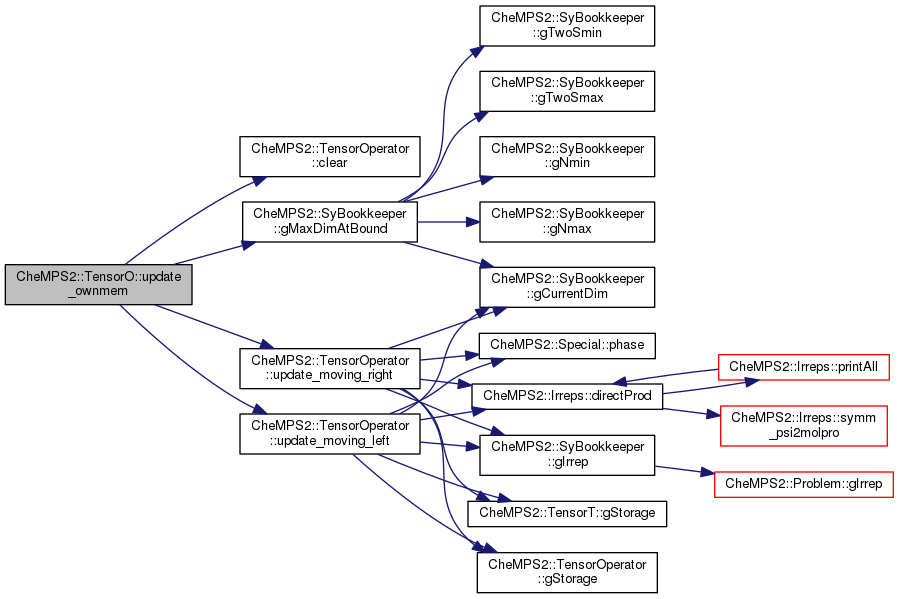 CheMPS2::TensorO::update
_ownmem
CheMPS2::TensorOperator
::clear
CheMPS2::SyBookkeeper
::gMaxDimAtBound
CheMPS2::TensorOperator
::update_moving_right
CheMPS2::TensorOperator
::update_moving_left
CheMPS2::SyBookkeeper
::gTwoSmin
CheMPS2::SyBookkeeper
::gTwoSmax
CheMPS2::SyBookkeeper
::gNmin
CheMPS2::SyBookkeeper
::gNmax
CheMPS2::SyBookkeeper
::gCurrentDim
CheMPS2::Special::phase
CheMPS2::Irreps::directProd
CheMPS2::SyBookkeeper
::gIrrep
CheMPS2::TensorT::gStorage
CheMPS2::TensorOperator
::gStorage
CheMPS2::Irreps::printAll
CheMPS2::Irreps::symm
_psi2molpro
CheMPS2::Problem::gIrrep